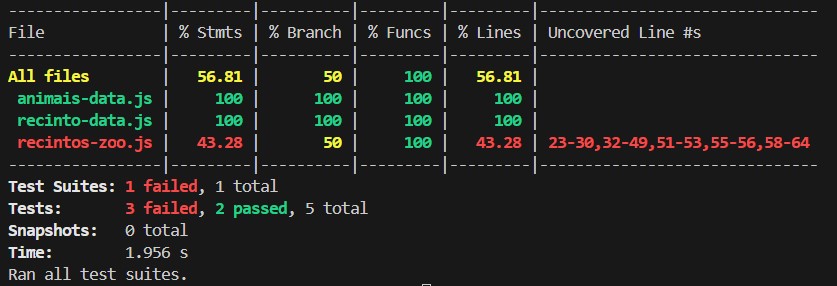 ----------------|---------|----------|---------|---------|------------------------------
File            | % Stmts | % Branch | % Funcs | % Lines | Uncovered Line #s
----------------|---------|----------|---------|---------|------------------------------
All files       |   56.81 |       50 |     100 |   56.81 |
 animais-data.js |     100 |      100 |     100 |     100 |
 recinto-data.js |     100 |      100 |     100 |     100 |
 recintos-zoo.js |   43.28 |       50 |     100 |   43.28 | 23-30,32-49,51-53,55-56,58-64
----------------|---------|----------|---------|---------|------------------------------
Test Suites: 1 failed, 1 total
Tests:       3 failed, 2 passed, 5 total
Snapshots:   0 total
Time:        1.956 s
Ran all test suites.